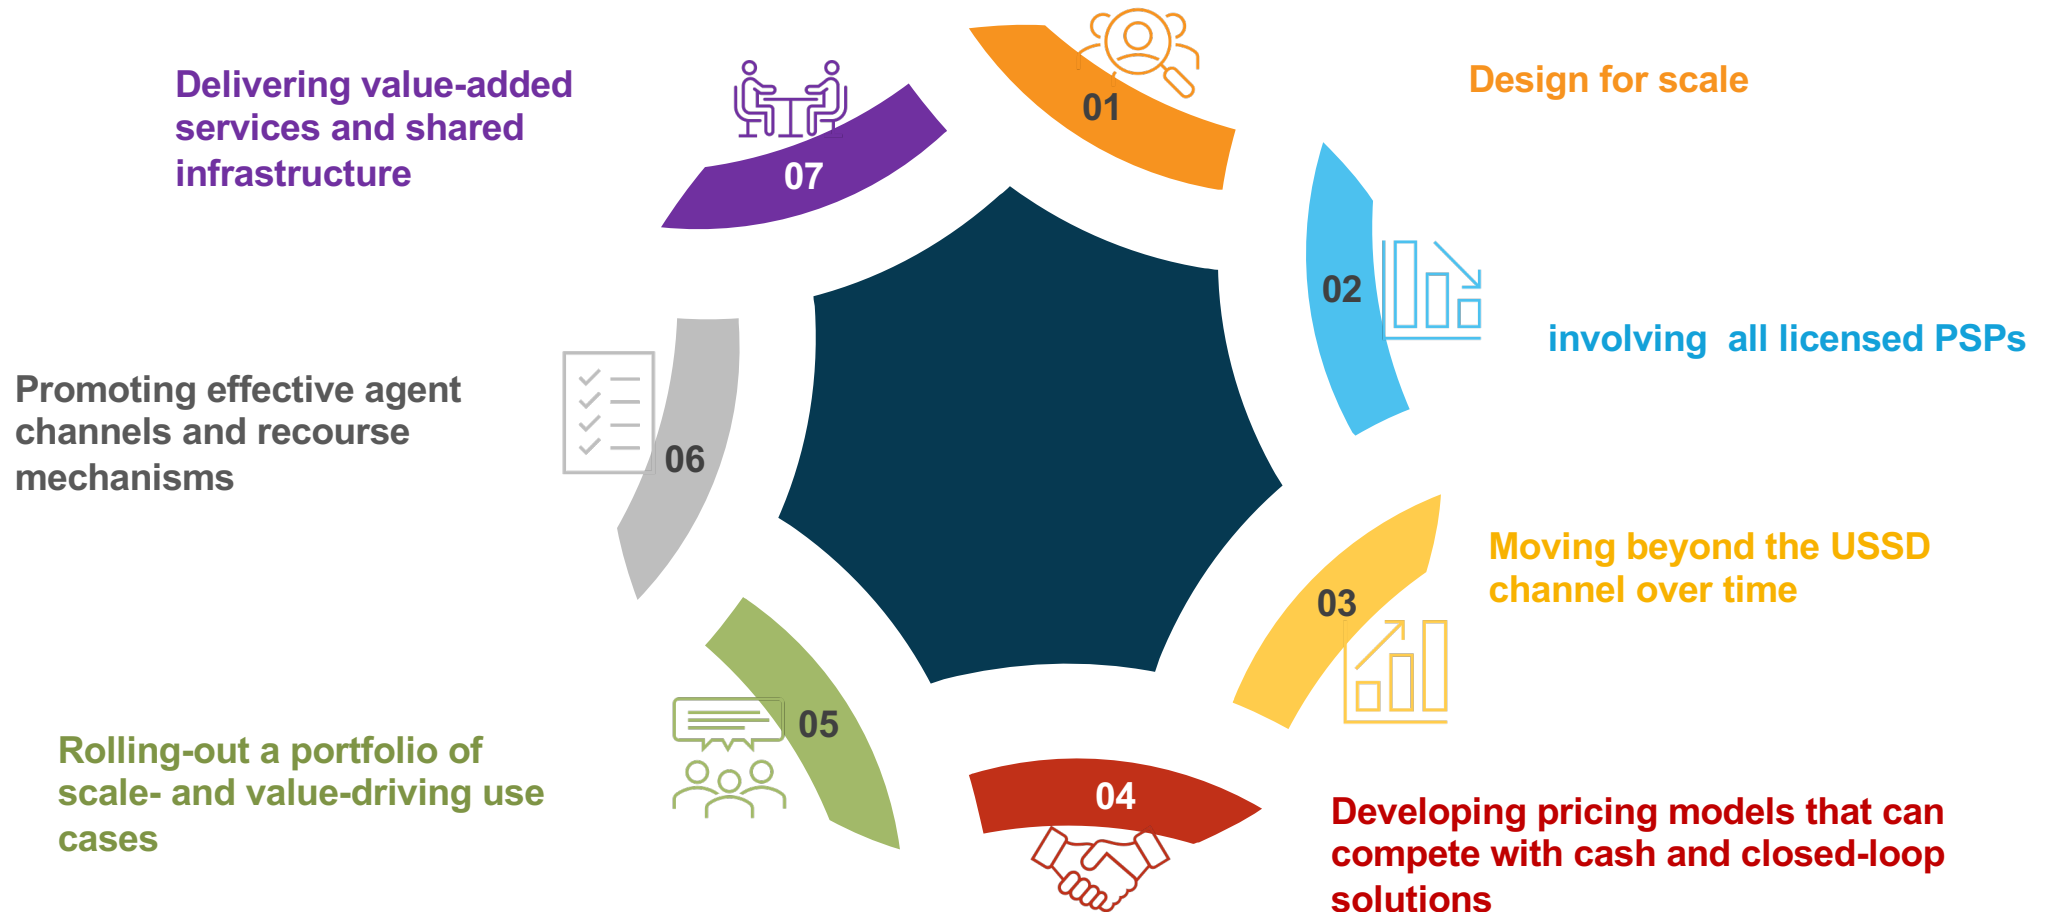 01
Design for scale
02
involving  all licensed PSPs
03
Moving beyond the USSD
channel over time
04
Developing pricing models that can
compete with cash and closed-loop
solutions
05
Rolling-out a portfolio of
scale- and value-driving use
cases
06
Promoting effective agent
channels and recourse
mechanisms
07
Delivering value-added
services and shared
infrastructure